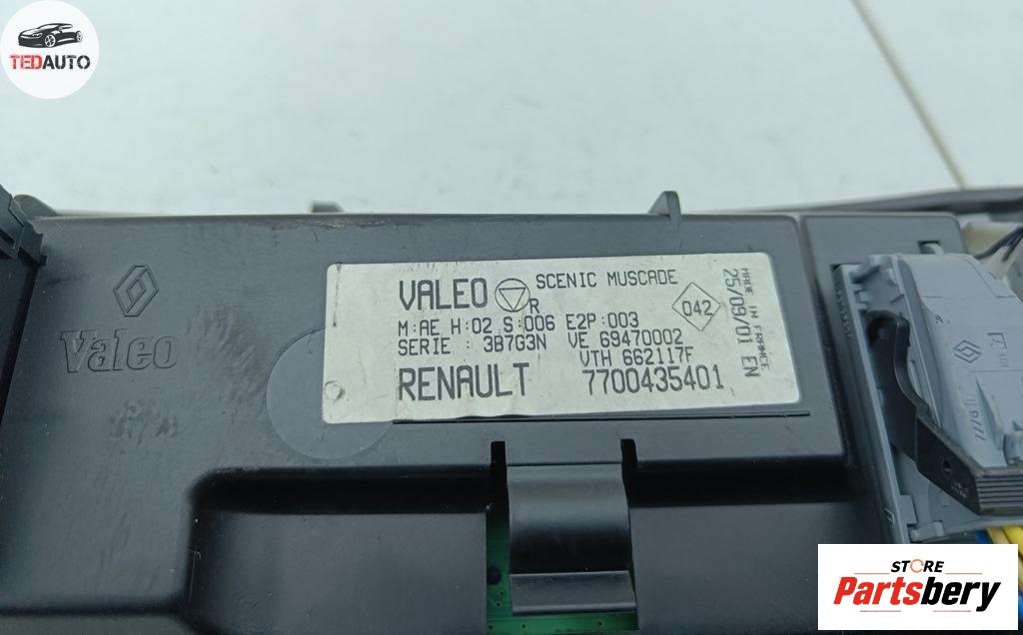 TEDAUTO
VALEO R SCENIC MUSCADE
M:AE H:02 S:006 E2P:003
SERIE : 3B7G3N VE 69470002
VTH 662117F
RENAULT 7700435401
042
25/09/01 EN
MADE IN FRANCE
Valeo
STORE
Partsbery